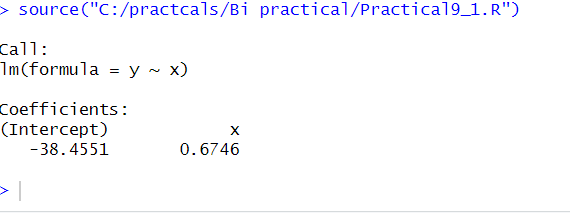 > source("C:/practcals/Bi practical/Practical9_1.R")
Call:
lm(formula = y ~ x)
Coefficients:
(Intercept) x
-38.4551 0.6746
>